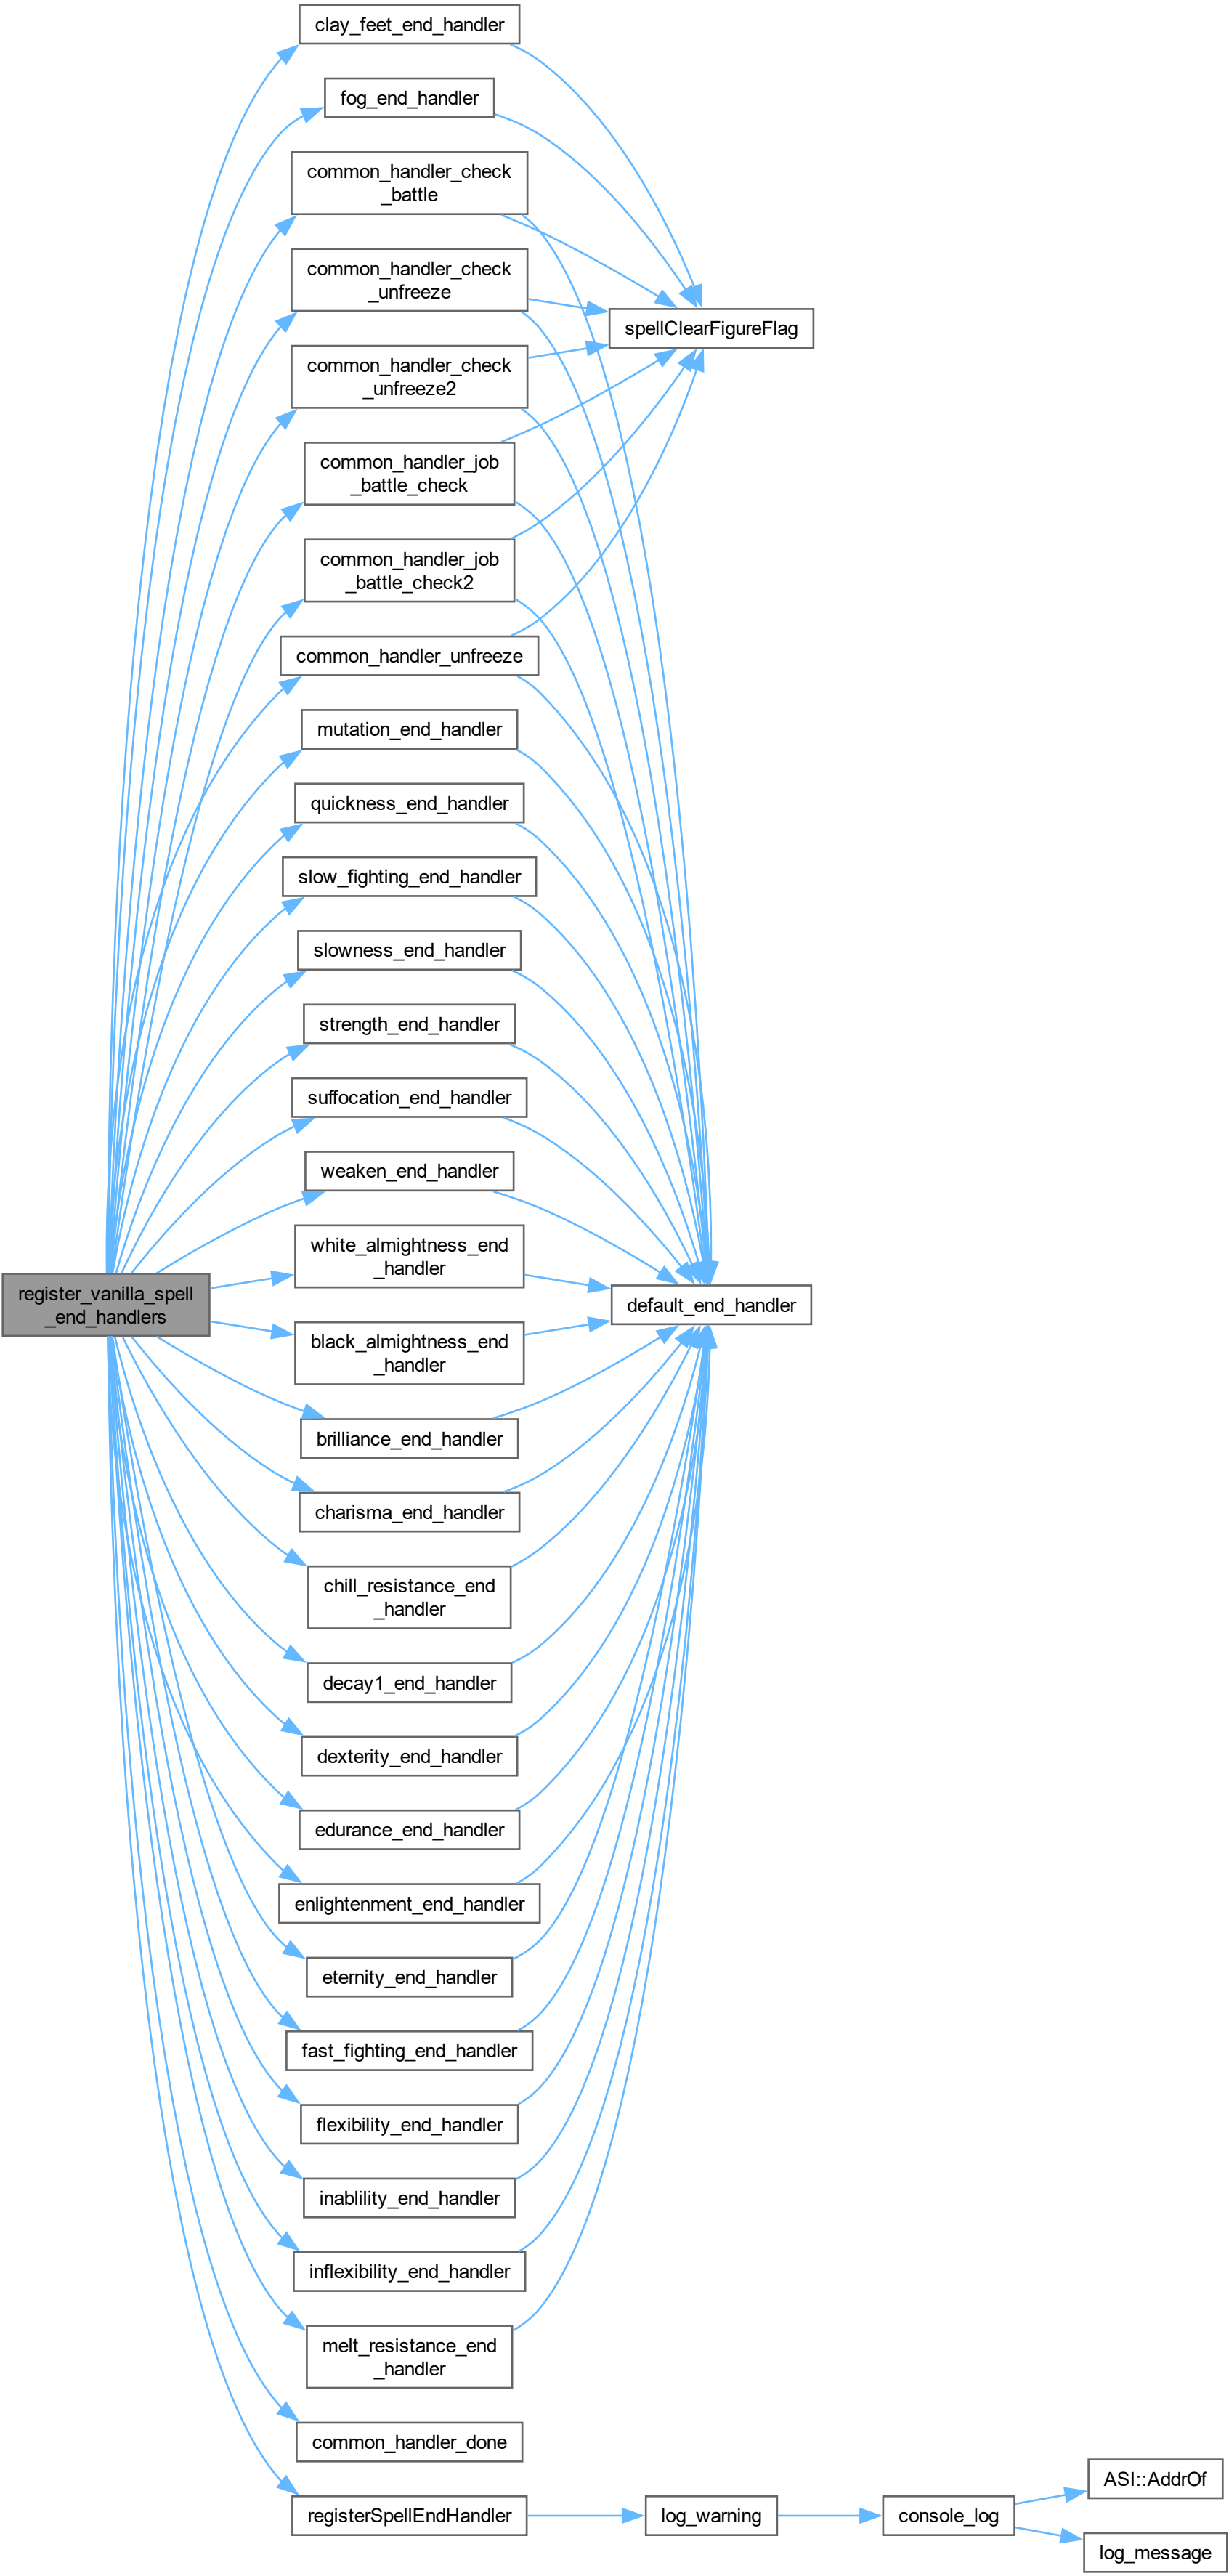 clay_feet_end_handler
fog_end_handler
common_handler_check
_battle
common_handler_check
_unfreeze
spellClearFigureFlag
common_handler_check
_unfreeze2
common_handler_job
_battle_check
common_handler_job
_battle_check2
common_handler_unfreeze
mutation_end_handler
quickness_end_handler
slow_fighting_end_handler
slowness_end_handler
strength_end_handler
suffocation_end_handler
weaken_end_handler
white_almightness_end
_handler
register_vanilla_spell
_end_handlers
default_end_handler
black_almightness_end
_handler
brilliance_end_handler
charisma_end_handler
chill_resistance_end
_handler
decay1_end_handler
dexterity_end_handler
edurance_end_handler
enlightenment_end_handler
eternity_end_handler
fast_fighting_end_handler
flexibility_end_handler
inablility_end_handler
inflexibility_end_handler
melt_resistance_end
_handler
common_handler_done
registerSpellEndHandler
log_warning
console_log
ASI::AddrOf
log_message